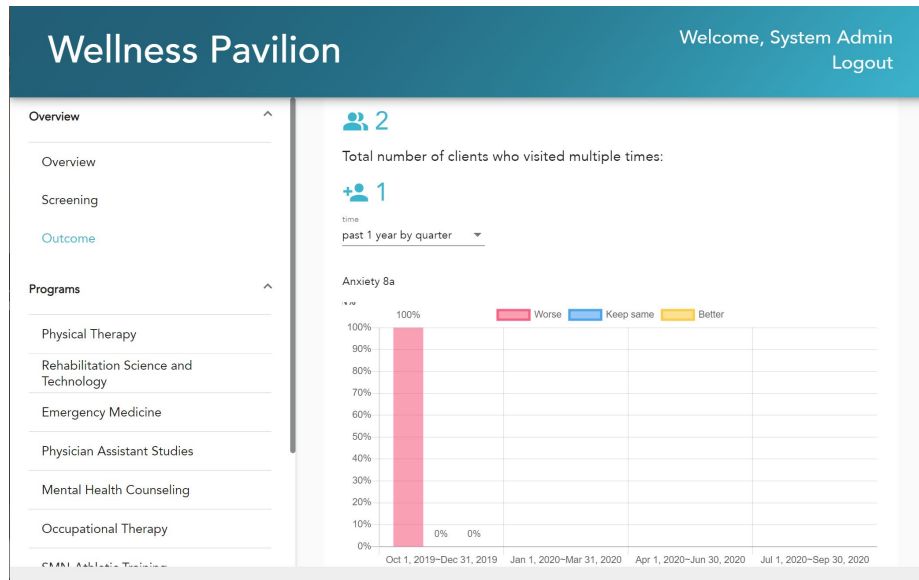 Wellness Pavilion
Welcome, System Admin
Logout
Overview
Overview
Screening
Outcome
Programs
Physical Therapy
Rehabilitation Science and
Technology
Emergency Medicine
Physician Assistant Studies
Mental Health Counseling
Occupational Therapy
SMN-Athletic Training
2
Total number of clients who visited multiple times:
1
time
past 1 year by quarter
Anxiety 8a
100%
Worse
Keep same
Better
100%
90%
80%
70%
60%
50%
40%
30%
20%
10%
0%
0%
0%
Oct 1, 2019~Dec 31, 2019
Jan 1, 2020~Mar 31, 2020
Apr 1, 2020~Jun 30, 2020
Jul 1, 2020~Sep 30, 2020